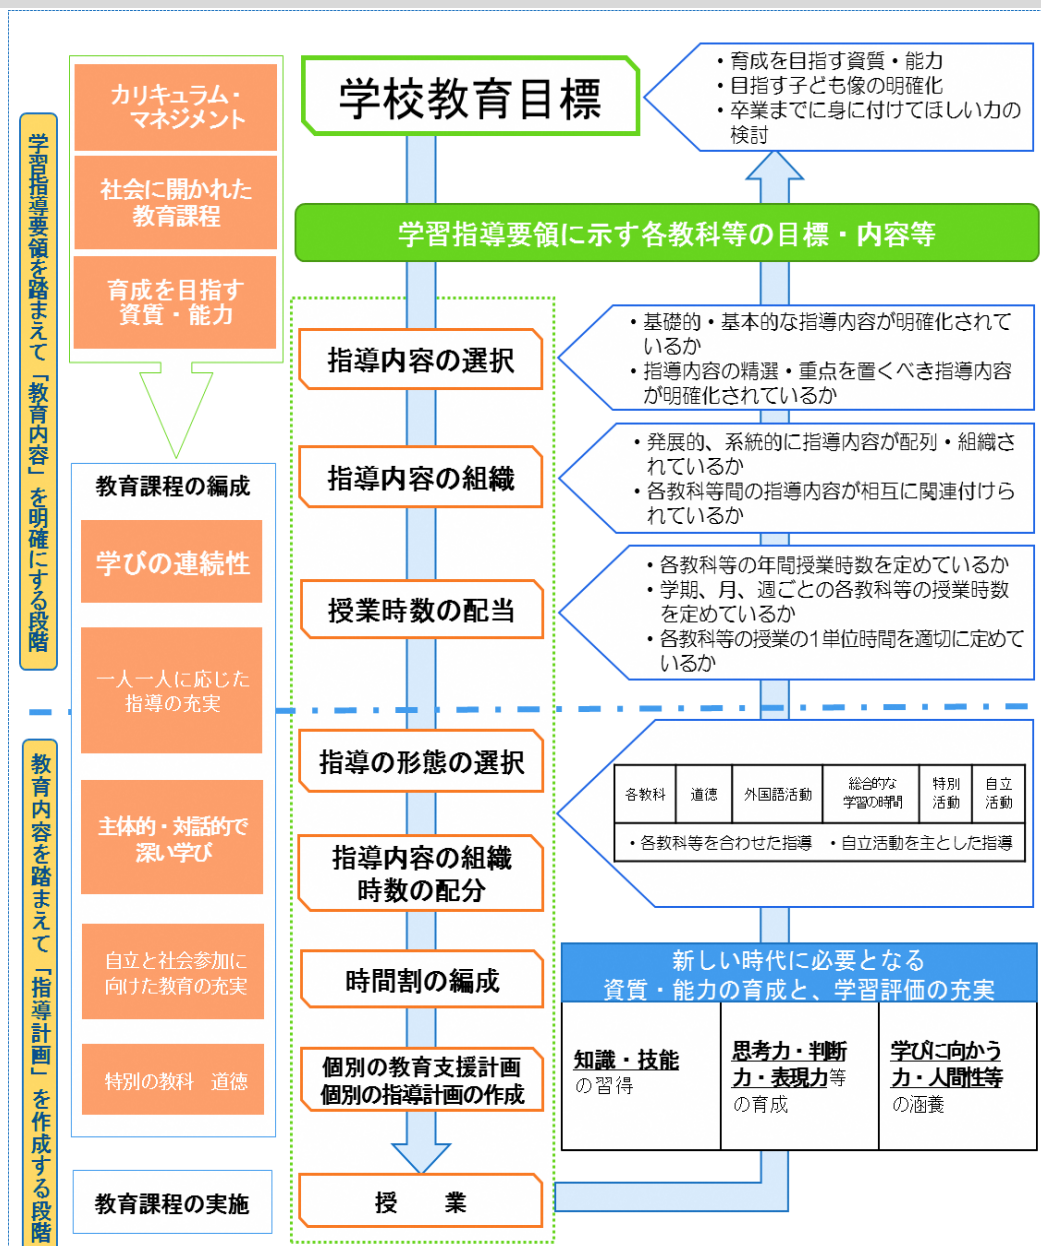 学習指導要領を踏まえて「教育内容」を明確にする段階
カリキュラム・
マネジメント
社会に開かれた
教育課程
育成を目指す
資質・能力
学校教育目標
・育成を目指す資質・能力
・目指す子ども像の明確化
・卒業までに身に付けてほしい力の
検討
学習指導要領に示す各教科等の目標・内容等
指導内容の選択
・基礎的・基本的な指導内容が明確化されて
いるか
・指導内容の精選・重点を置くべき指導内容
が明確化されているか
指導内容の組織
・発展的、系統的に指導内容が配列・組織さ
れているか
・各教科等間の指導内容が相互に関連付けら
れているか
授業時数の配当
・各教科等の年間授業時数を定めているか
・学期、月、週ごとの各教科等の授業時数
を定めているか
・各教科等の授業の1単位時間を適切に定めて
いるか
教育課程の編成
学びの連続性
一人一人に応じた
指導の充実
主体的・対話的で
深い学び
自立と社会参加に
向けた教育の充実
特別の教科 道徳
教育課程の実施
教育内容を踏まえて「指導計画」を作成する段階
指導の形態の選択
各教科
道徳
外国語活動
総合的な
学習の時間
特別
活動
自立
活動
・各教科等を合わせた指導 ・自立活動を主とした指導
指導内容の組織
時数の配分
時間割の編成
個別の教育支援計画
個別の指導計画の作成
授 業
新しい時代に必要となる
資質・能力の育成と、学習評価の充実
知識・技能
の習得
思考力・判断
力・表現力等
の育成
学びに向かう
力・人間性等
の涵養